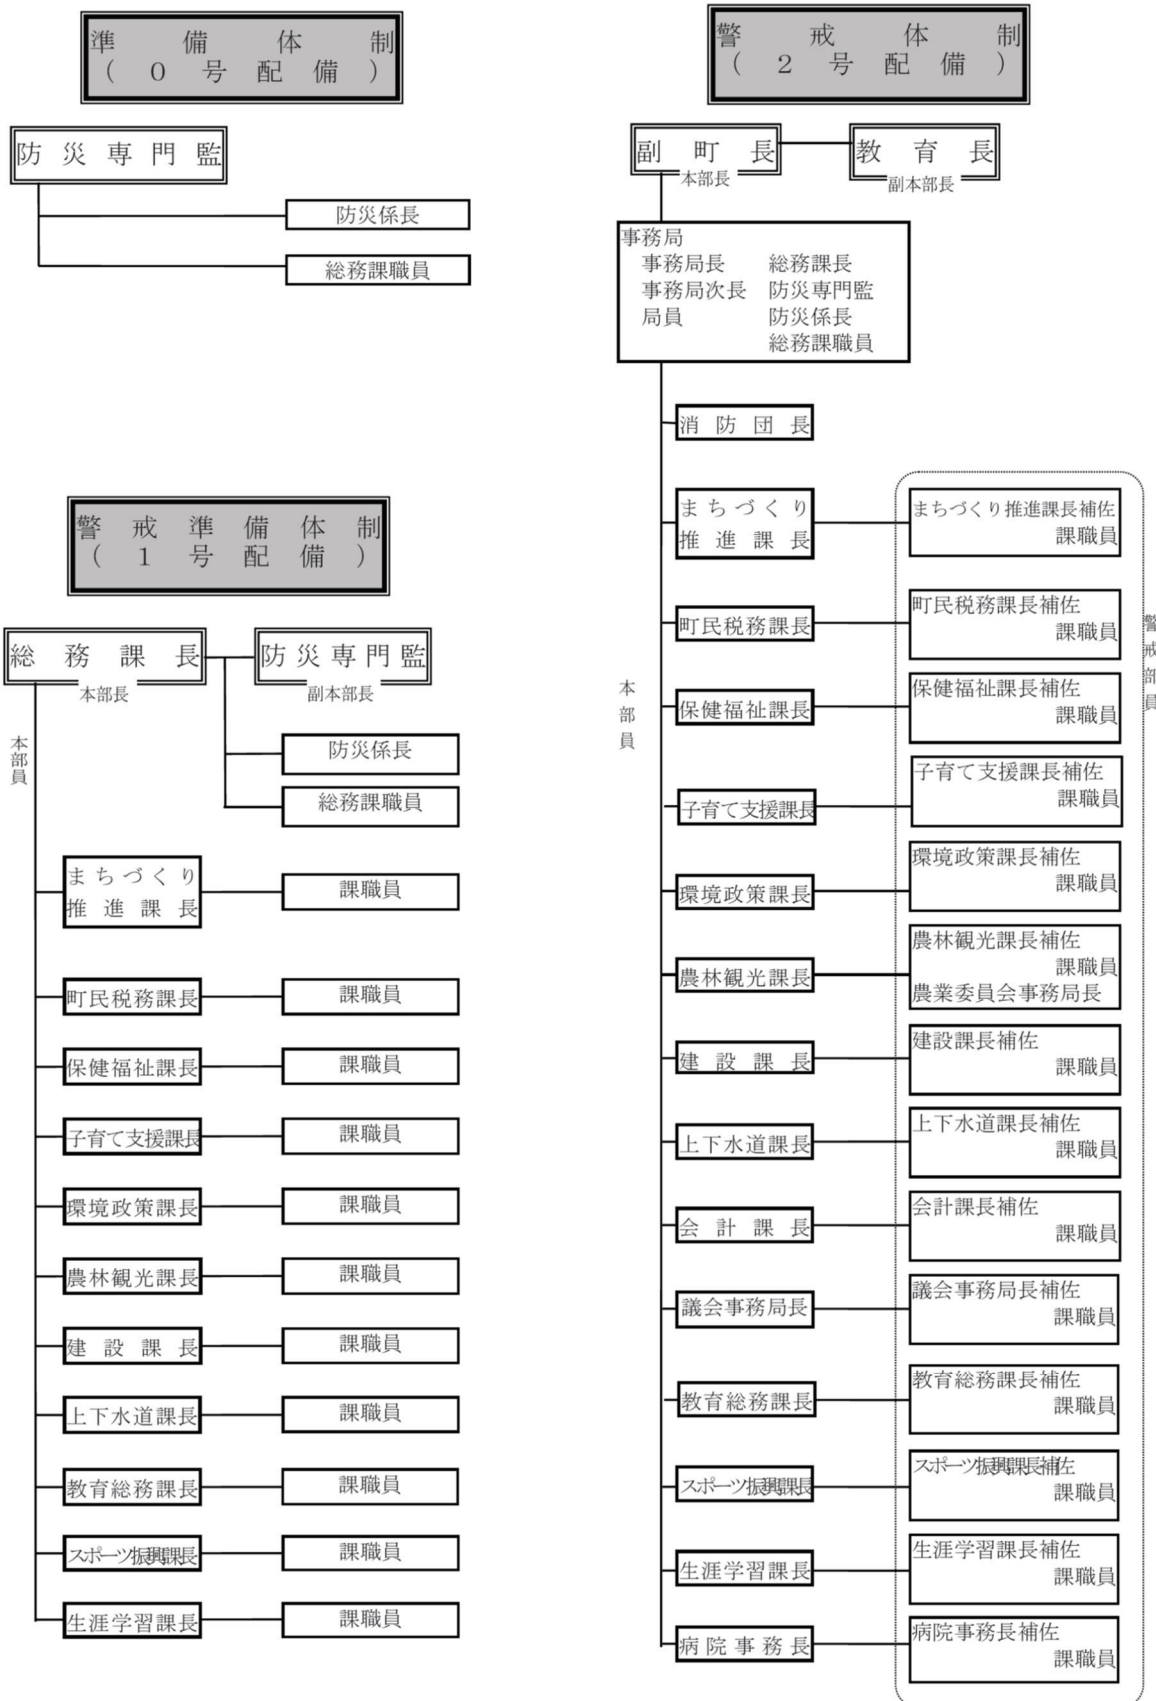 準備体制
（０号配備）
防災専門監
防災係長
総務課職員
警戒準備体制
（１号配備）
総務課長
本部長
防災専門監
副本部長
本部員
防災係長
総務課職員
まちづくり
推進課長
課職員
町民税務課長
課職員
保健福祉課長
課職員
子育て支援課長
課職員
環境政策課長
課職員
農林観光課長
課職員
建設課長
課職員
上下水道課長
課職員
教育総務課長
課職員
スポーツ振興課長
課職員
生涯学習課長
課職員
警戒体制
（２号配備）
副町長
本部長
教育長
副本部長
事務局
事務局長 総務課長
事務局次長 防災専門監
局員 防災係長
総務課職員
本部員
警戒部員
消防団長
まちづくり
推進課長
まちづくり推進課長補佐
課職員
町民税務課長
町民税務課長補佐
課職員
保健福祉課長
保健福祉課長補佐
課職員
子育て支援課長
子育て支援課長補佐
課職員
環境政策課長
環境政策課長補佐
課職員
農林観光課長
農林観光課長補佐
課職員
農業委員会事務局長
建設課長
建設課長補佐
課職員
上下水道課長
上下水道課長補佐
課職員
会計課長
会計課長補佐
課職員
議会事務局長
議会事務局長補佐
課職員
教育総務課長
教育総務課長補佐
課職員
スポーツ振興課長
スポーツ振興課長補佐
課職員
生涯学習課長
生涯学習課長補佐
課職員
病院事務長
病院事務長補佐
課職員